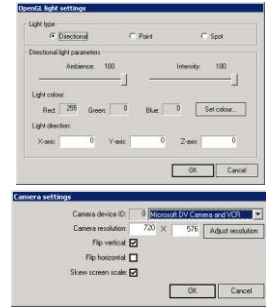 OpenGL light settings
Light type
Directional Point Spot
Directional light parameters
Ambience: 100 Intensity: 100
Light colour:
Red: 255 Green: 0 Blue: 0 Set colour...
Light direction:
X-axis: 0 Y-axis: 0 Z-axis: 0
OK Cancel
Camera settings
Camera device ID: 0 Microsoft DV Camera and VCR
Camera resolution: 720 X 576 Adjust resolution
Flip vertical:
Flip horizontal:
Skew screen scale:
OK Cancel